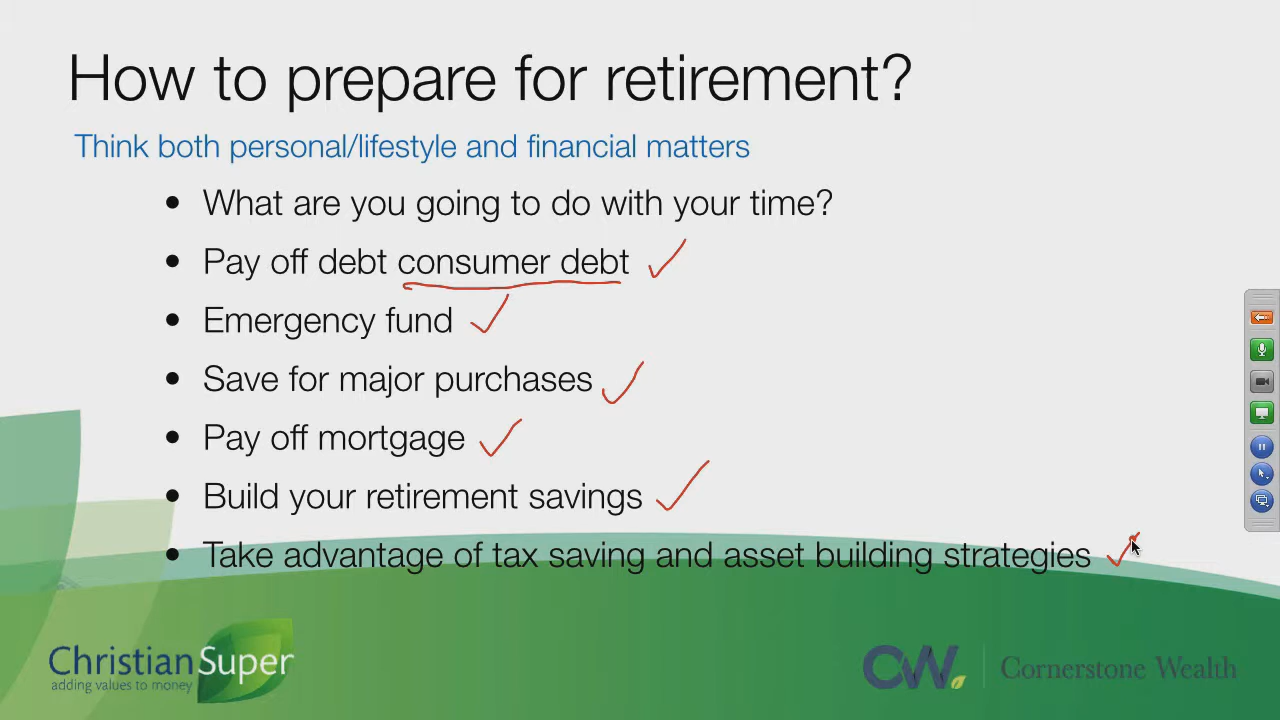 How to prepare for retirement?
Think both personal/lifestyle and financial matters
• What are you going to do with your time?
• Pay off debt consumer debt
• Emergency fund
• Save for major purchases
• Pay off mortgage
• Build your retirement savings
• Take advantage of tax saving and asset building strategies
Christian Super
adding values to money
CW.
Cornerstone Wealth